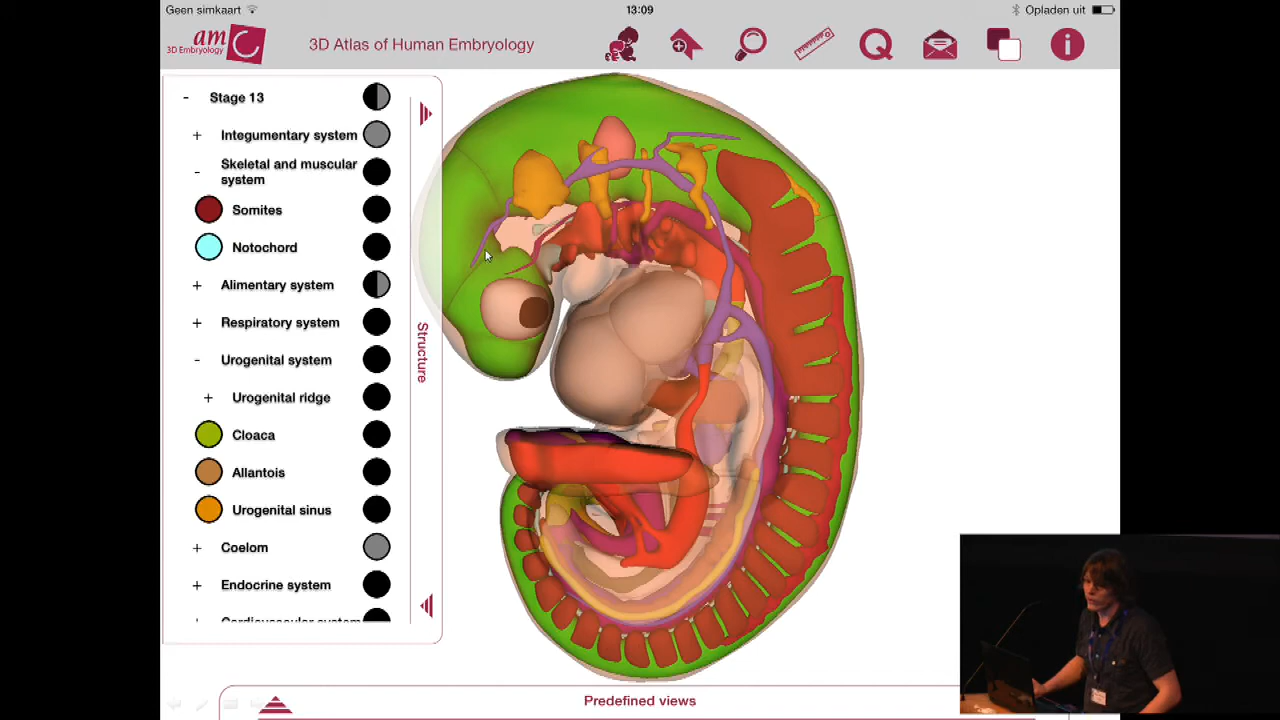 Geen simkaart
13:09
Opladen uit
am
3D Embryology
3D Atlas of Human Embryology
Q
i
- Stage 13
+ Integumentary system
- Skeletal and muscular
system
Somites
Notochord
+ Alimentary system
+ Respiratory system
- Urogenital system
+ Urogenital ridge
Cloaca
Allantois
Urogenital sinus
+ Coelom
+ Endocrine system
+ Cardiovascular system
Structure
Predefined views